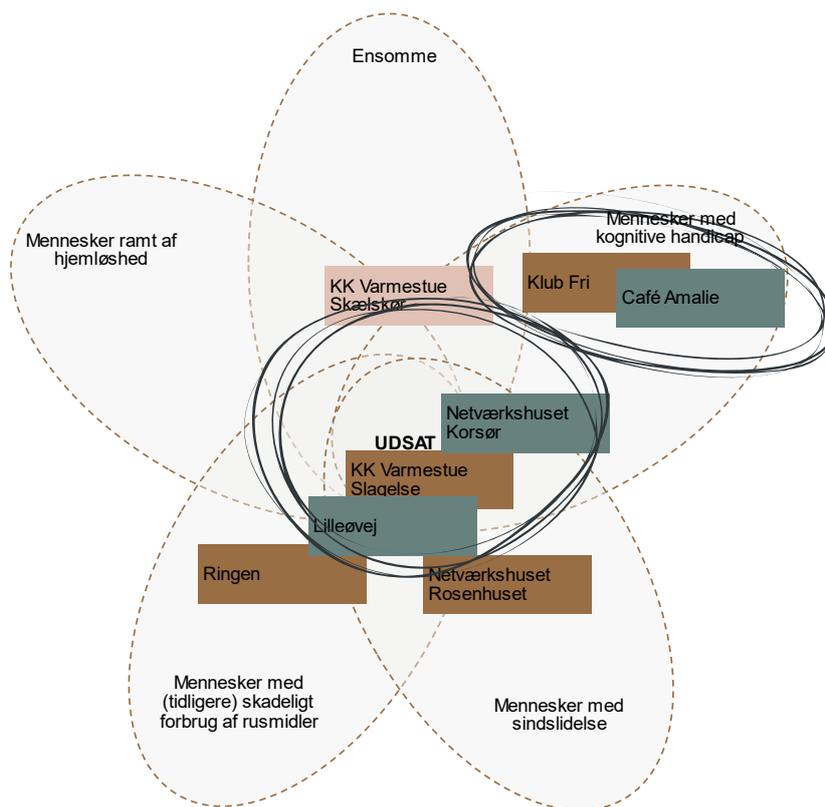 Ensomme
Mennesker med
kognitive handicap
Mennesker ramt af
hjemløshed
KK Varmestue
Skælskør
Klub Fri
Café Amalie
Netværkshuset
Korsør
UDSAT
KK Varmestue
Slagelse
Lilleøvej
Ringen
Netværkshuset
Rosenhuset
Mennesker med
(tidligere) skadeligt
forbrug af rusmidler
Mennesker med
sindslidelse